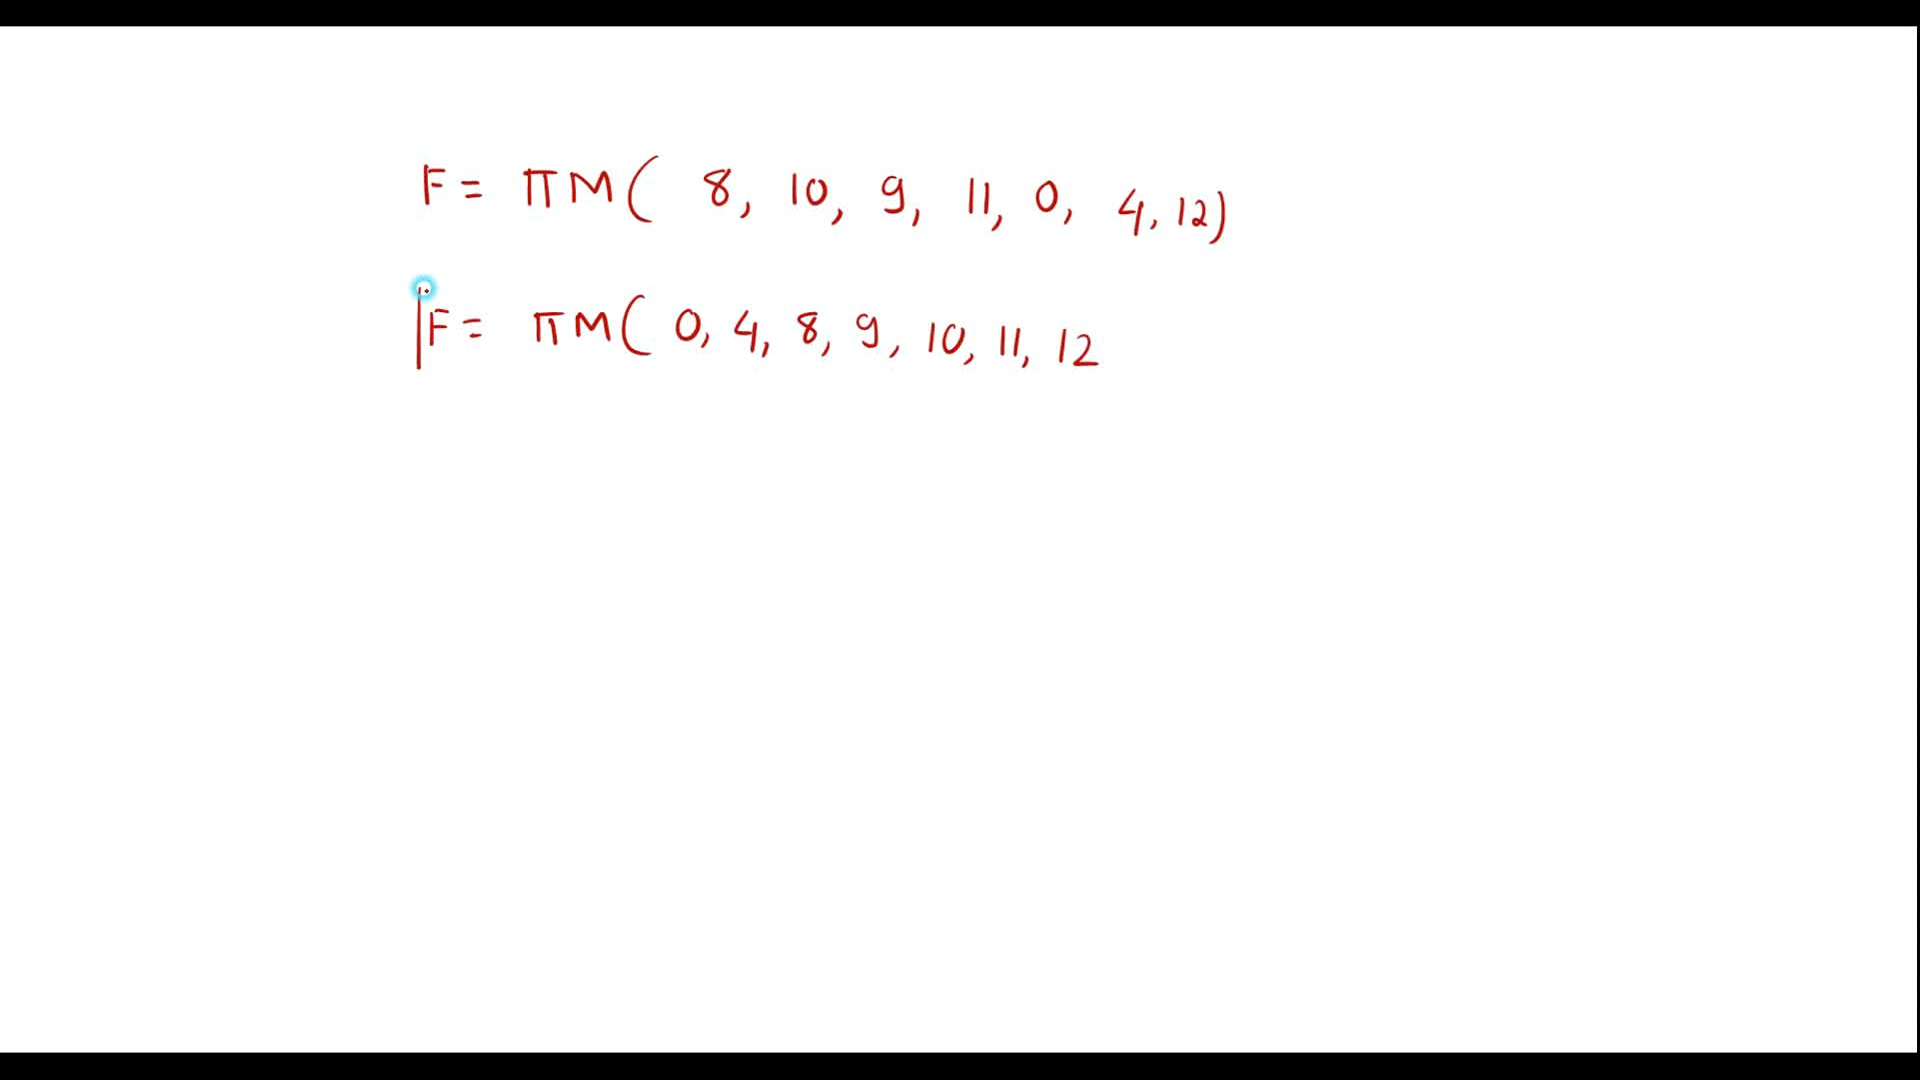 F = πM( 8, 10, 9, 11, 0, 4, 12)
F = πM( 0, 4, 8, 9, 10, 11, 12